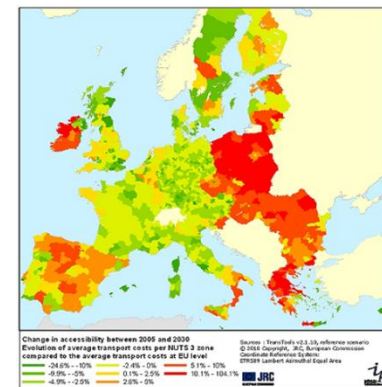 Change in accessibility between 2005 and 2030
Evolution of average transport costs per NUTS 3 zone
compared to the average transport costs at EU level
Sources : TransTools v2.1.13, reference scenario
© 2010 Copyright, JRC, European Commission
Coordinate Reference System:
ETRS89 Lambert Azimuthal Equal Area
-24.6% - -10%
-9.9% - -5%
-4.9% - -2.5%
-2.4% - 0%
0.1% - 2.5%
2.6% - 5%
5.1% - 10%
10.1% - 104.1%
JRC
EUROPEAN COMMISSION